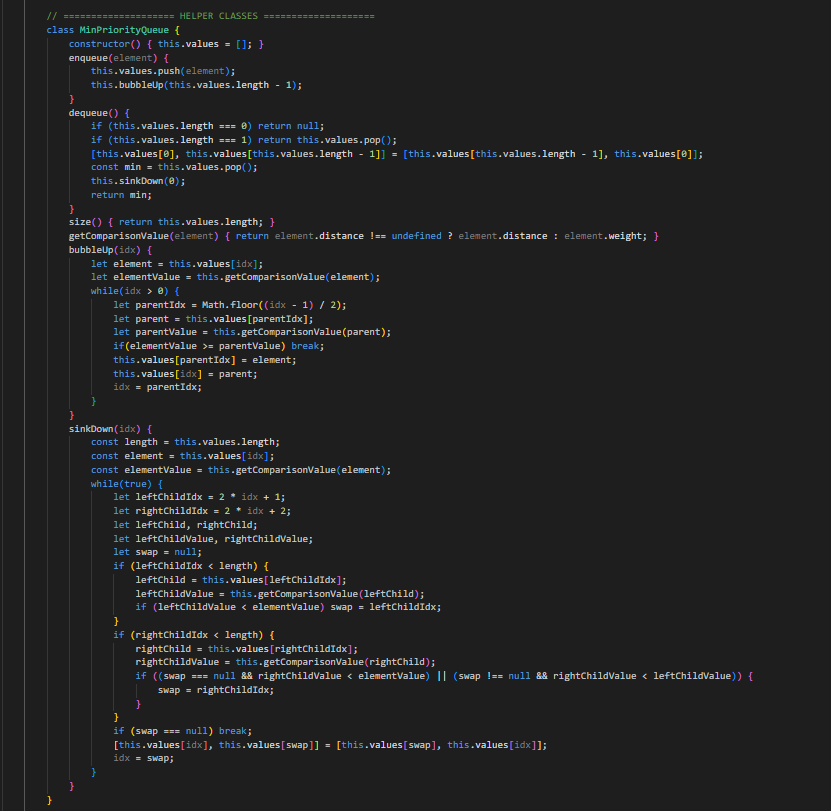 // ==================== HELPER CLASSES ====================
class MinPriorityQueue {
    constructor() { this.values = []; }
    enqueue(element) {
        this.values.push(element);
        this.bubbleUp(this.values.length - 1);
    }
    dequeue() {
        if (this.values.length === 0) return null;
        if (this.values.length === 1) return this.values.pop();
        [this.values[0], this.values[this.values.length - 1]] = [this.values[this.values.length - 1], this.values[0]];
        const min = this.values.pop();
        this.sinkDown(0);
        return min;
    }
    size() { return this.values.length; }
    getComparisonValue(element) { return element.distance !== undefined ? element.distance : element.weight; }
    bubbleUp(idx) {
        let element = this.values[idx];
        let elementValue = this.getComparisonValue(element);
        while(idx > 0) {
            let parentIdx = Math.floor((idx - 1) / 2);
            let parent = this.values[parentIdx];
            let parentValue = this.getComparisonValue(parent);
            if(elementValue >= parentValue) break;
            this.values[parentIdx] = element;
            this.values[idx] = parent;
            idx = parentIdx;
        }
    }
    sinkDown(idx) {
        const length = this.values.length;
        const element = this.values[idx];
        const elementValue = this.getComparisonValue(element);
        while(true) {
            let leftChildIdx = 2 * idx + 1;
            let rightChildIdx = 2 * idx + 2;
            let leftChild, rightChild;
            let leftChildValue, rightChildValue;
            let swap = null;
            if (leftChildIdx < length) {
                leftChild = this.values[leftChildIdx];
                leftChildValue = this.getComparisonValue(leftChild);
                if (leftChildValue < elementValue) swap = leftChildIdx;
            }
            if (rightChildIdx < length) {
                rightChild = this.values[rightChildIdx];
                rightChildValue = this.getComparisonValue(rightChild);
                if ((swap === null && rightChildValue < elementValue) || (swap !== null && rightChildValue < leftChildValue)) {
                    swap = rightChildIdx;
                }
            }
            if (swap === null) break;
            [this.values[idx], this.values[swap]] = [this.values[swap], this.values[idx]];
            idx = swap;
        }
    }
}